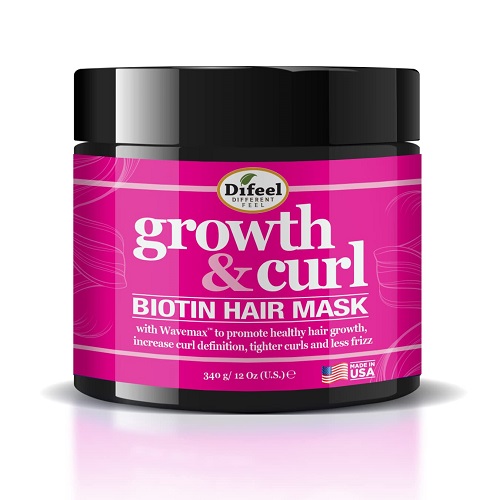 Difeel
DIFFERENT
FEEL
growth
& curl
BIOTIN HAIR MASK
with Wavemax™ to promote healthy hair growth,
increase curl definition, tighter curls and less frizz
340 g/ 12 Oz (U.S.) ℮
MADE IN
USA